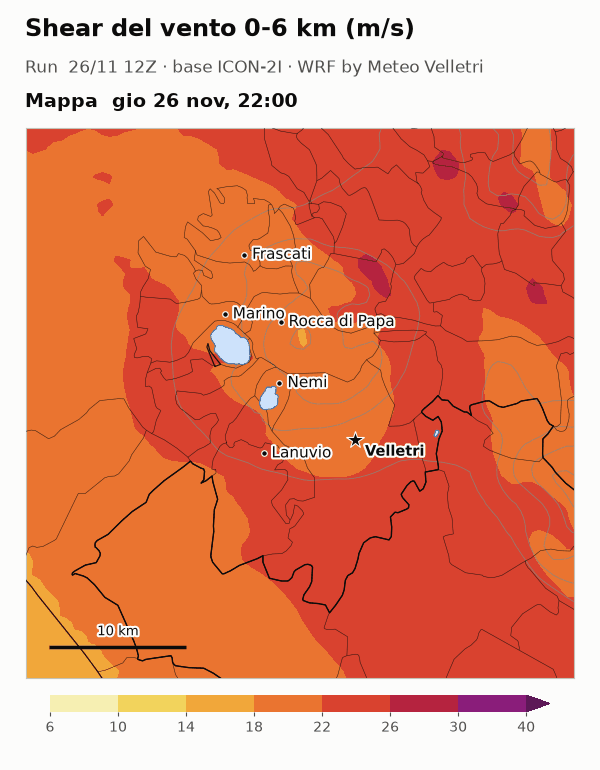 Shear del vento 0-6 km (m/s)
Run 26/11 12Z · base ICON-2I · WRF by Meteo Velletri
Mappa gio 26 nov, 22:00
Frascati
Marino
Rocca di Papa
Nemi
Velletri
Lanuvio
10 km
6 10 14 18 22 26 30 40